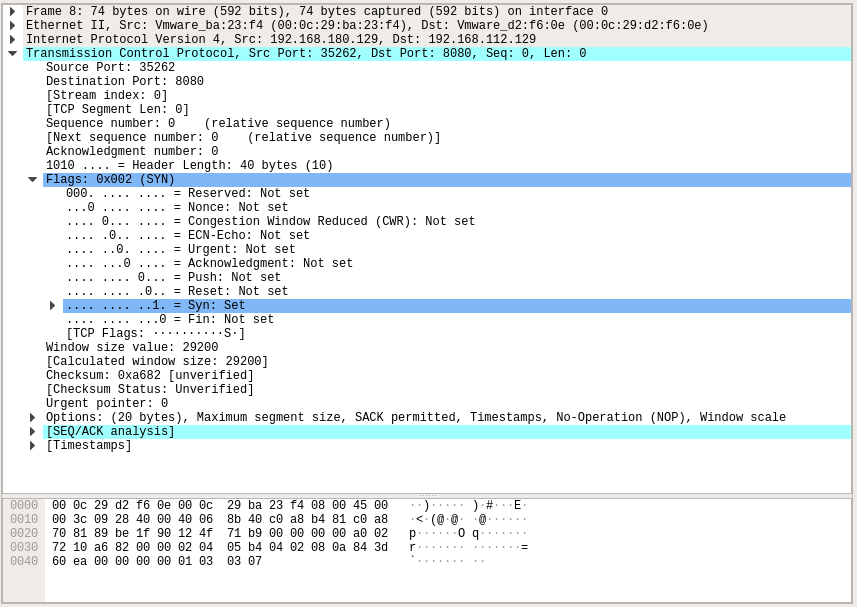 Frame 8: 74 bytes on wire (592 bits), 74 bytes captured (592 bits) on interface 0
Ethernet II, Src: Vmware_ba:23:f4 (00:0c:29:ba:23:f4), Dst: Vmware_d2:f6:0e (00:0c:29:d2:f6:0e)
Internet Protocol Version 4, Src: 192.168.180.129, Dst: 192.168.112.129
Transmission Control Protocol, Src Port: 35262, Dst Port: 8080, Seq: 0, Len: 0
Source Port: 35262
Destination Port: 8080
[Stream index: 0]
[TCP Segment Len: 0]
Sequence number: 0    (relative sequence number)
[Next sequence number: 0    (relative sequence number)]
Acknowledgment number: 0
1010 .... = Header Length: 40 bytes (10)
Flags: 0x002 (SYN)
000. .... .... = Reserved: Not set
...0 .... .... = Nonce: Not set
.... 0... .... = Congestion Window Reduced (CWR): Not set
.... .0.. .... = ECN-Echo: Not set
.... ..0. .... = Urgent: Not set
.... ...0 .... = Acknowledgment: Not set
.... .... 0... = Push: Not set
.... .... .0.. = Reset: Not set
.... .... ..1. = Syn: Set
.... .... ...0 = Fin: Not set
[TCP Flags: ··········S·]
Window size value: 29200
[Calculated window size: 29200]
Checksum: 0xa682 [unverified]
[Checksum Status: Unverified]
Urgent pointer: 0
Options: (20 bytes), Maximum segment size, SACK permitted, Timestamps, No-Operation (NOP), Window scale
[SEQ/ACK analysis]
[Timestamps]
0000  00 0c 29 d2 f6 0e 00 0c  29 ba 23 f4 08 00 45 00   ··)····· )·#···E·
0010  00 3c 09 28 40 00 40 06  8b 40 c0 a8 b4 81 c0 a8   ·<·(@·@· ·@······
0020  70 81 89 be 1f 90 12 4f  71 b9 00 00 00 00 a0 02   p······O q·······
0030  72 10 a6 82 00 00 02 04  05 b4 04 02 08 0a 84 3d   r······· ·······=
0040  60 ea 00 00 00 00 01 03  03 07   `······· ··